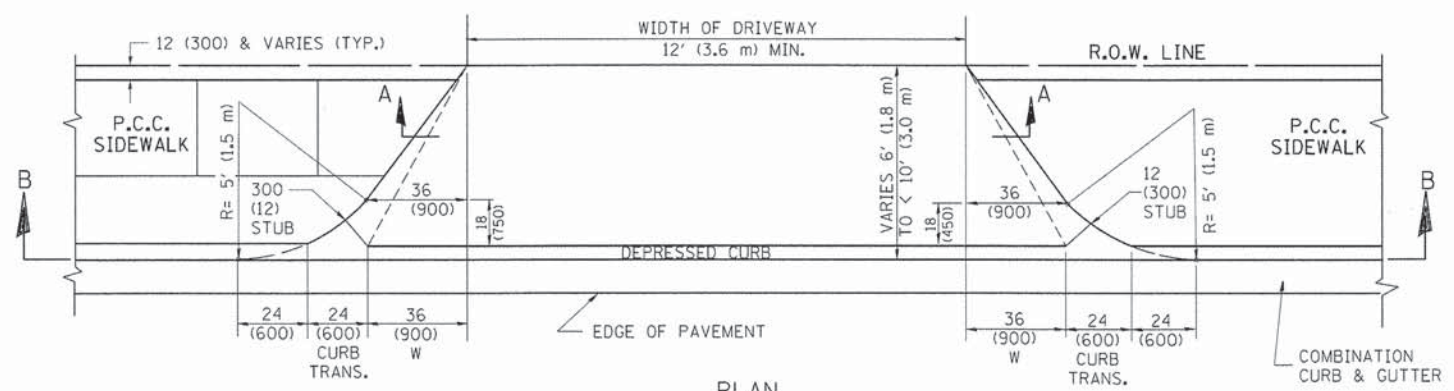 WIDTH OF DRIVEWAY
12' (3.6 m) MIN.
12 (300) & VARIES (TYP.)
R.O.W. LINE
A
A
P.C.C.
SIDEWALK
P.C.C.
SIDEWALK
R= 5' (1.5 m)
300
(12)
STUB
36
(900)
18
(750)
VARIES 6' (1.8 m)
TO < 10' (3.0 m)
36
(900)
18
(450)
12
(300)
STUB
R= 5' (1.5 m)
B
B
DEPRESSED CURB
24
(600)
24
(600)
CURB
TRANS.
36
(900)
W
EDGE OF PAVEMENT
36
(900)
W
24
(600)
CURB
TRANS.
24
(600)
COMBINATION
CURB & GUTTER
PLAN